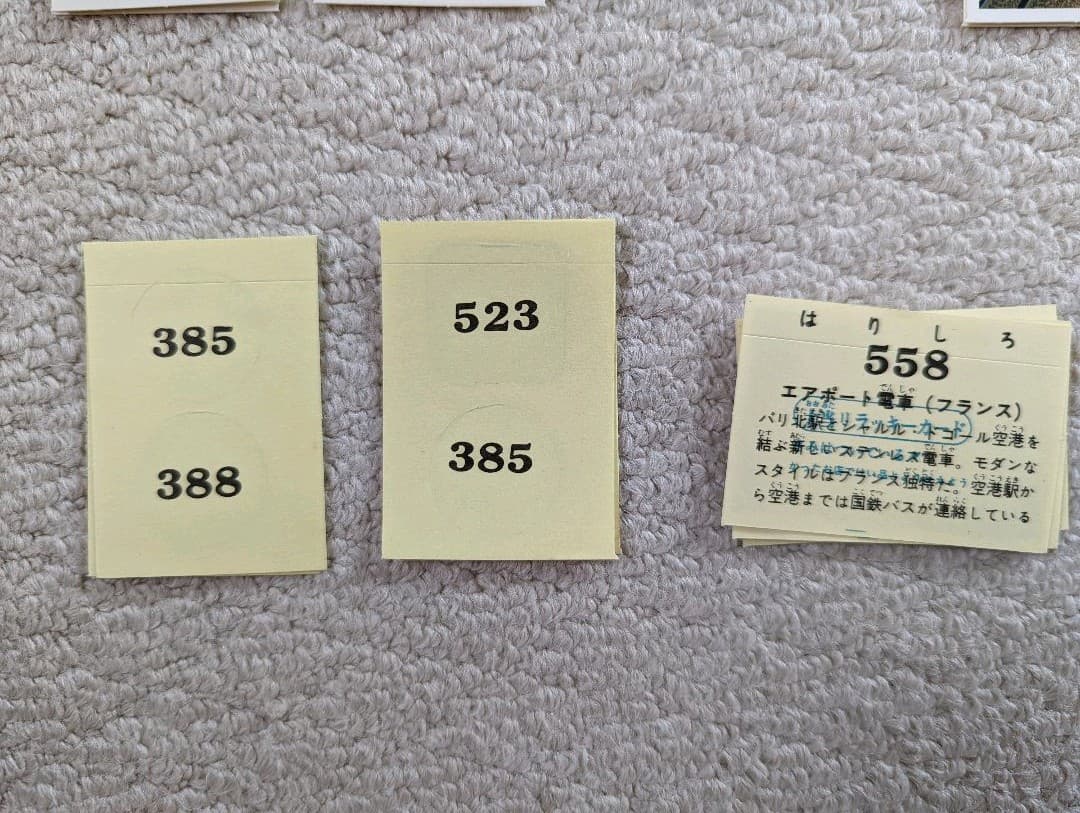 385
388
523
385
はりしろ
558
エアポート電車(フランス)
パリ北駅とシャルル・ドゴール空港を
結ぶ新しいステンレス電車。モダンな
スタイルはフランス独特だ。空港駅か
ら空港までは国鉄バスが連絡している